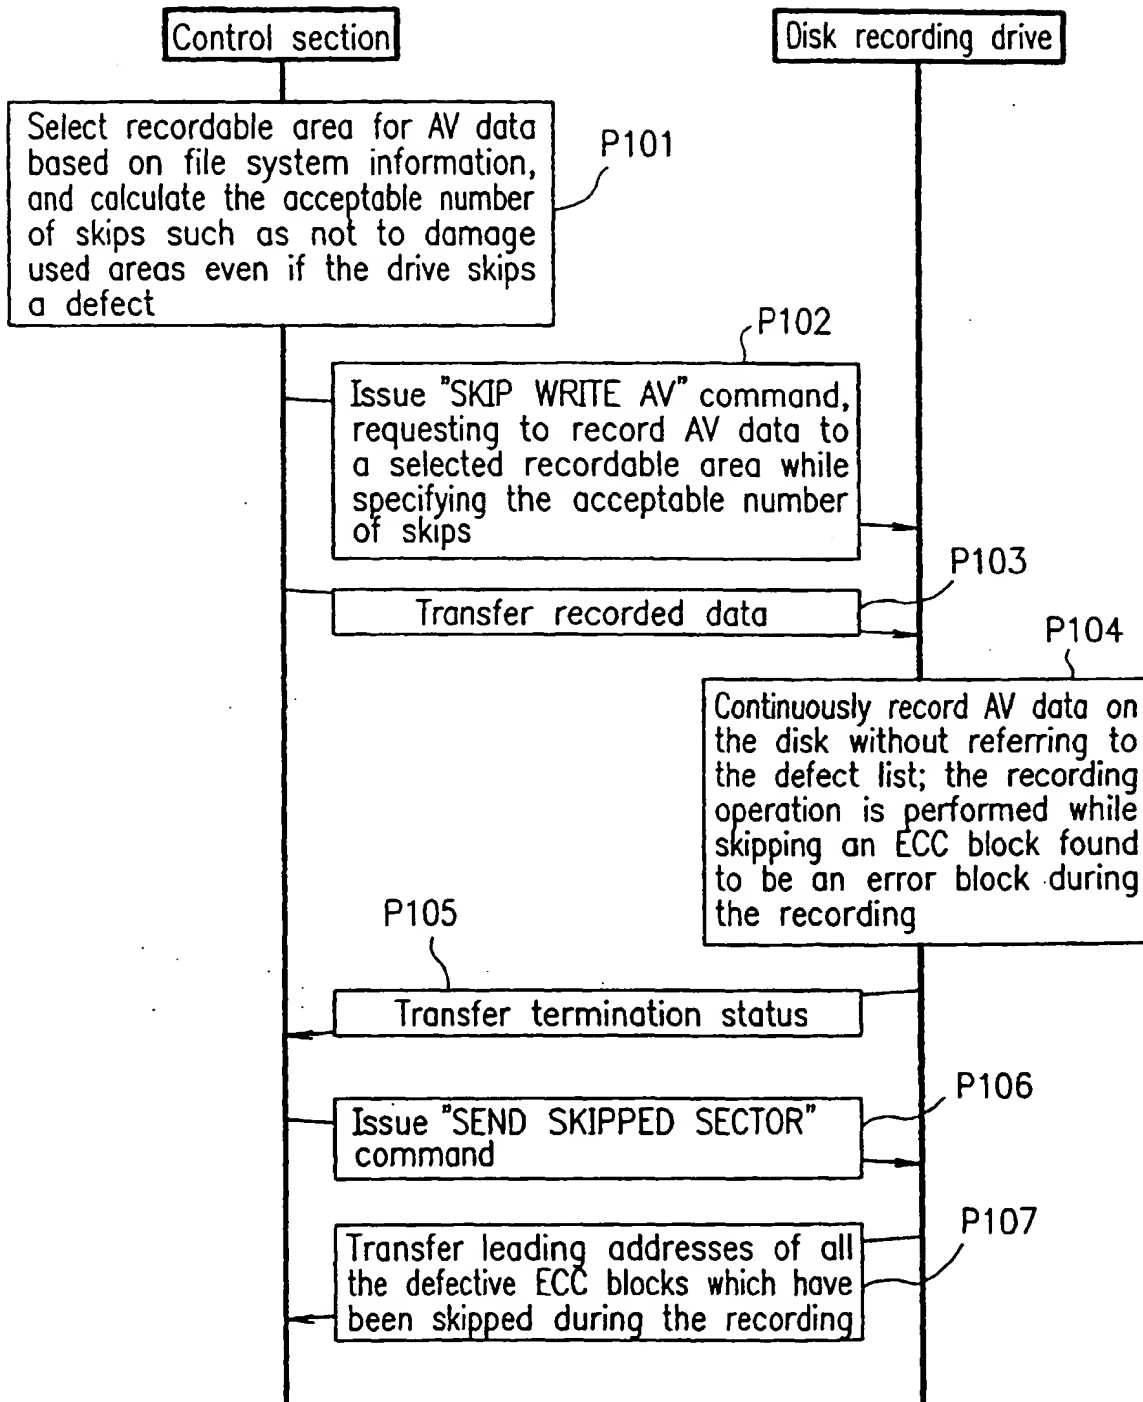 Control section
Disk recording drive
Select recordable area for AV data
based on file system information,
and calculate the acceptable number
of skips such as not to damage
used areas even if the drive skips
a defect
P101
P102
Issue "SKIP WRITE AV" command,
requesting to record AV data to
a selected recordable area while
specifying the acceptable number
of skips
P103
Transfer recorded data
P104
Continuously record AV data on
the disk without referring to
the defect list; the recording
operation is performed while
skipping an ECC block found
to be an error block during
the recording
P105
Transfer termination status
P106
Issue "SEND SKIPPED SECTOR"
command
P107
Transfer leading addresses of all
the defective ECC blocks which have
been skipped during the recording